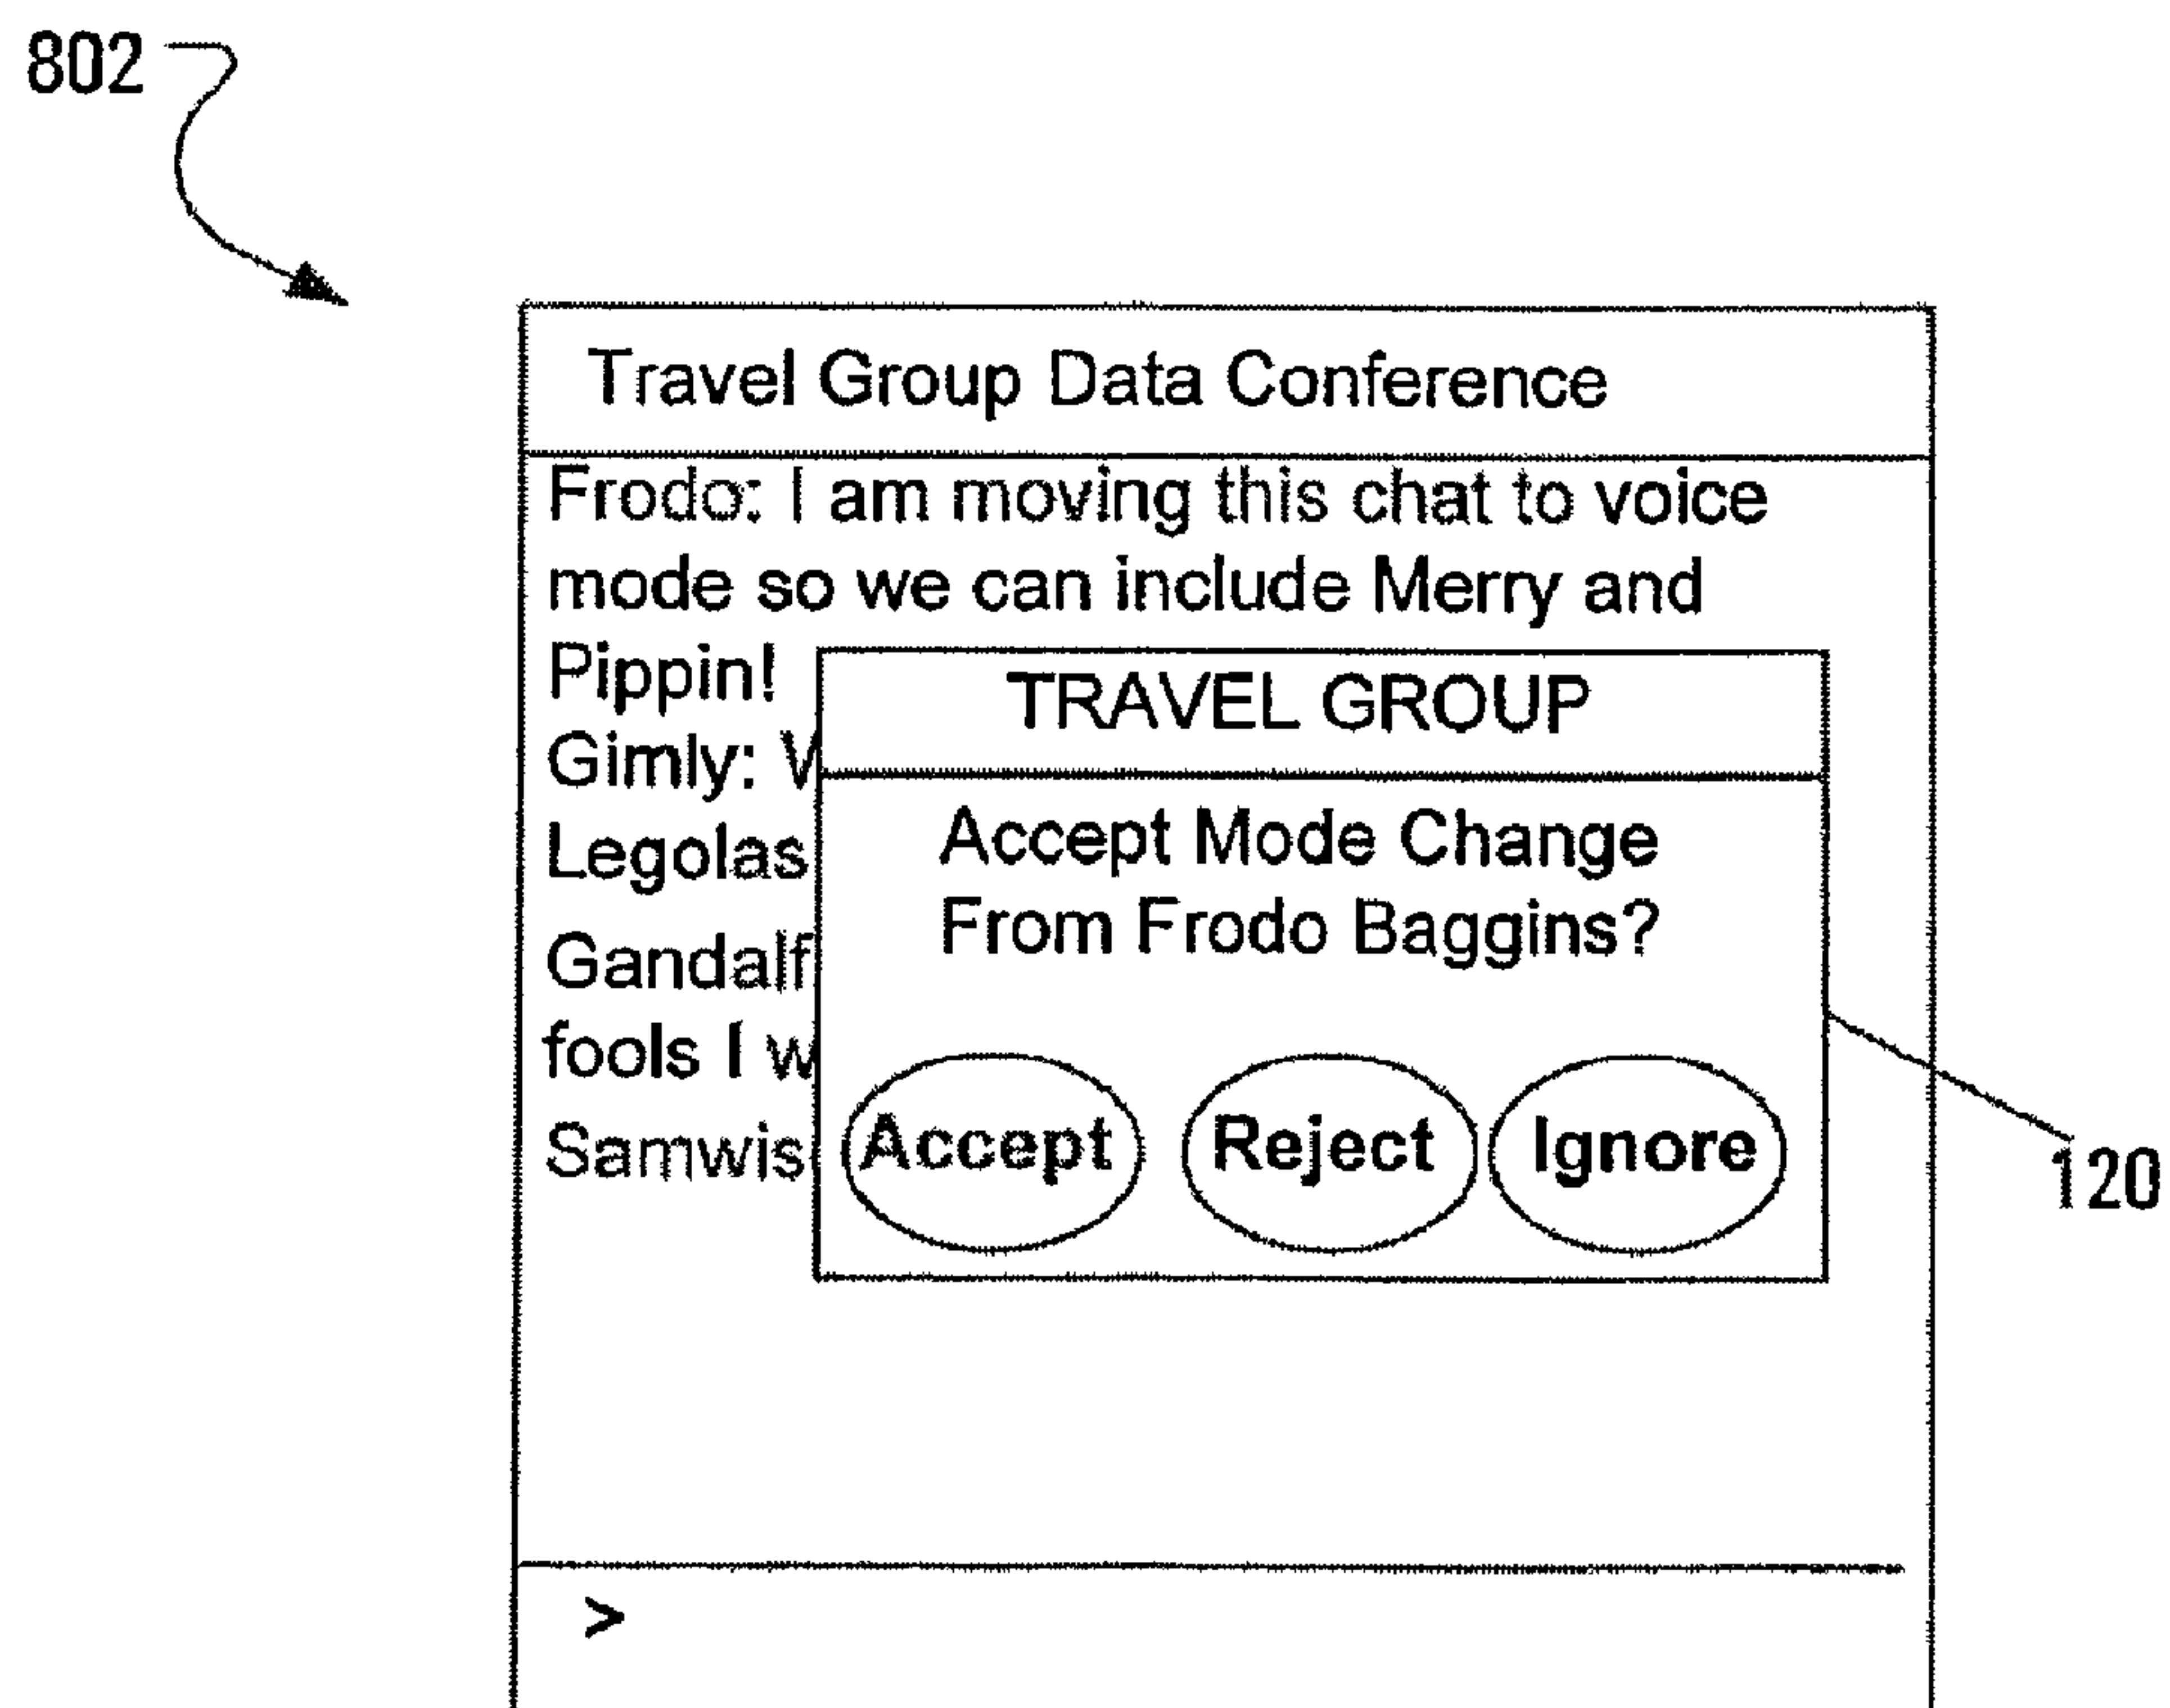 802
Travel Group Data Conference
Frodo: I am moving this chat to voice
mode so we can include Merry and
Pippin!
Gimly:
Legolas
Gandalf
fools I w
Samwis
TRAVEL GROUP
Accept Mode Change
From Frodo Baggins?
Accept Reject Ignore
120
>